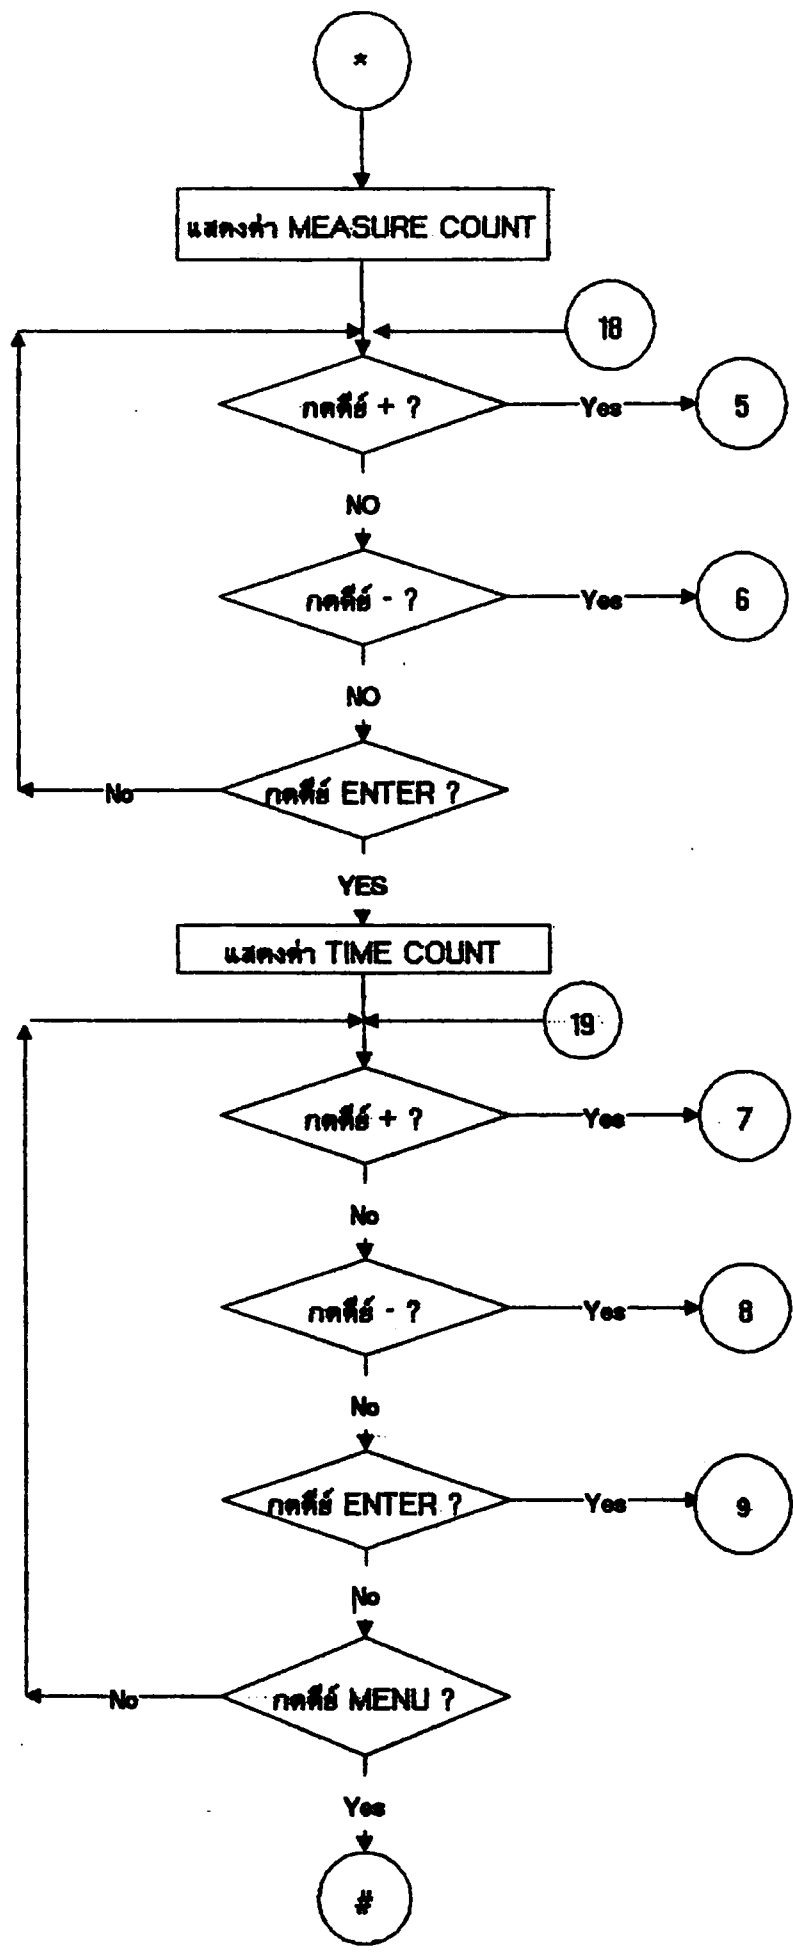 *
แสดงค่า MEASURE COUNT
18
กดคีย์ + ?
Yes
5
NO
กดคีย์ - ?
Yes
6
NO
กดคีย์ ENTER ?
No
YES
แสดงค่า TIME COUNT
19
กดคีย์ + ?
Yes
7
No
กดคีย์ - ?
Yes
8
No
กดคีย์ ENTER ?
Yes
9
No
กดคีย์ MENU ?
No
Yes
#